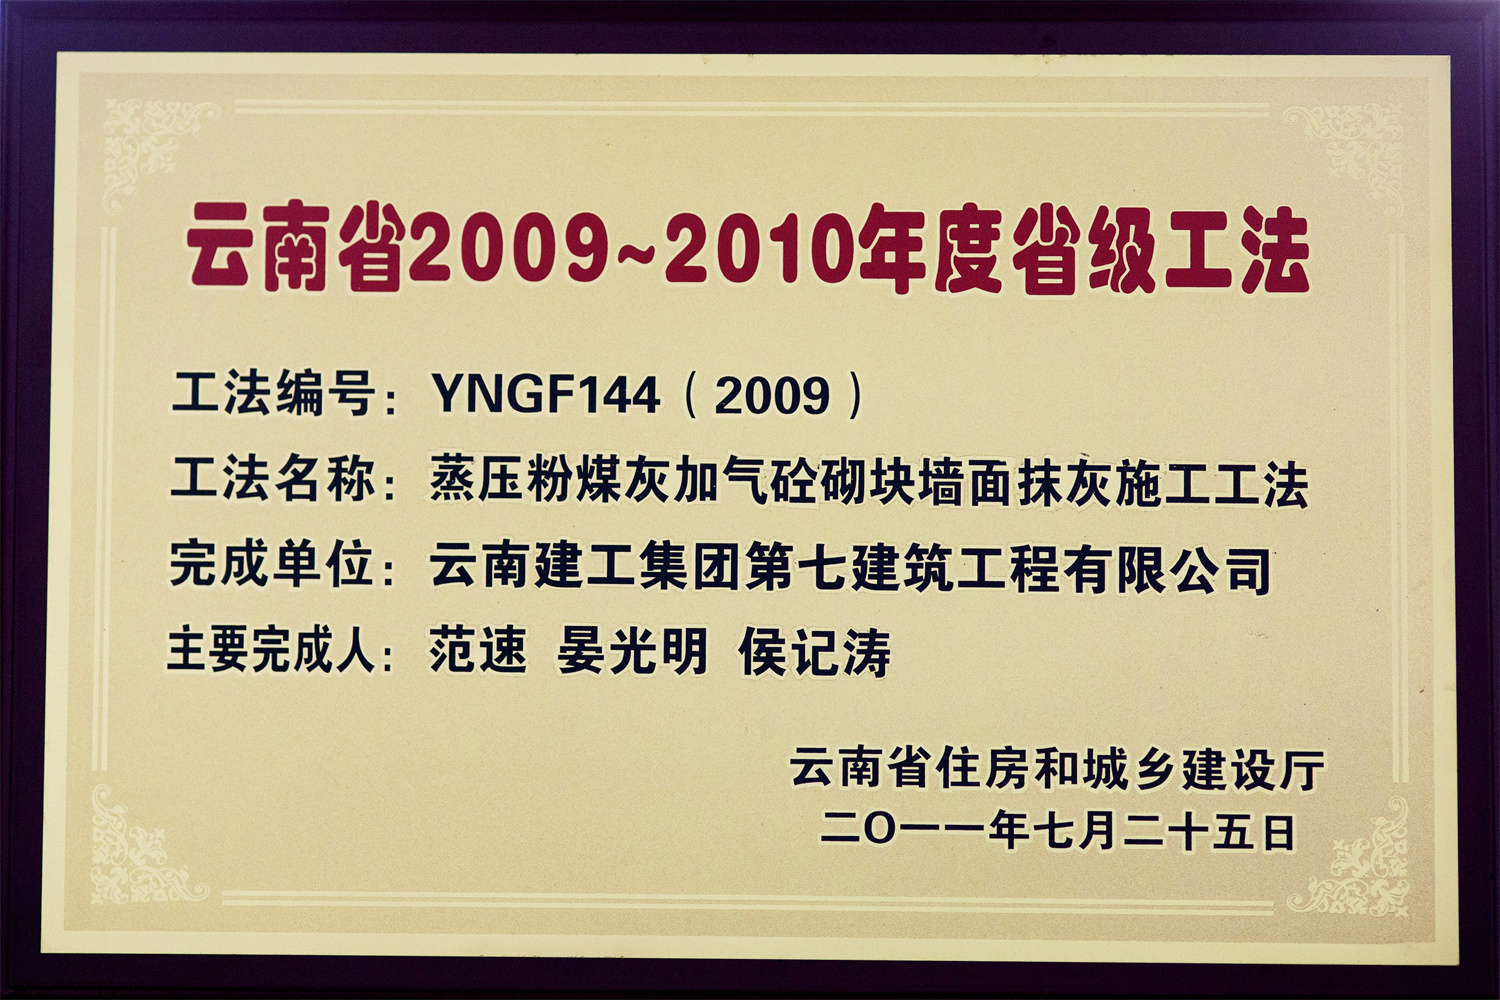 云南省2009~2010年度省级工法
工法编号：YNGF144（2009）
工法名称：蒸压粉煤灰加气砼砌块墙面抹灰施工工法
完成单位：云南建工集团第七建筑工程有限公司
主要完成人：范速 晏光明 侯记涛
云南省住房和城乡建设厅
二〇一一年七月二十五日